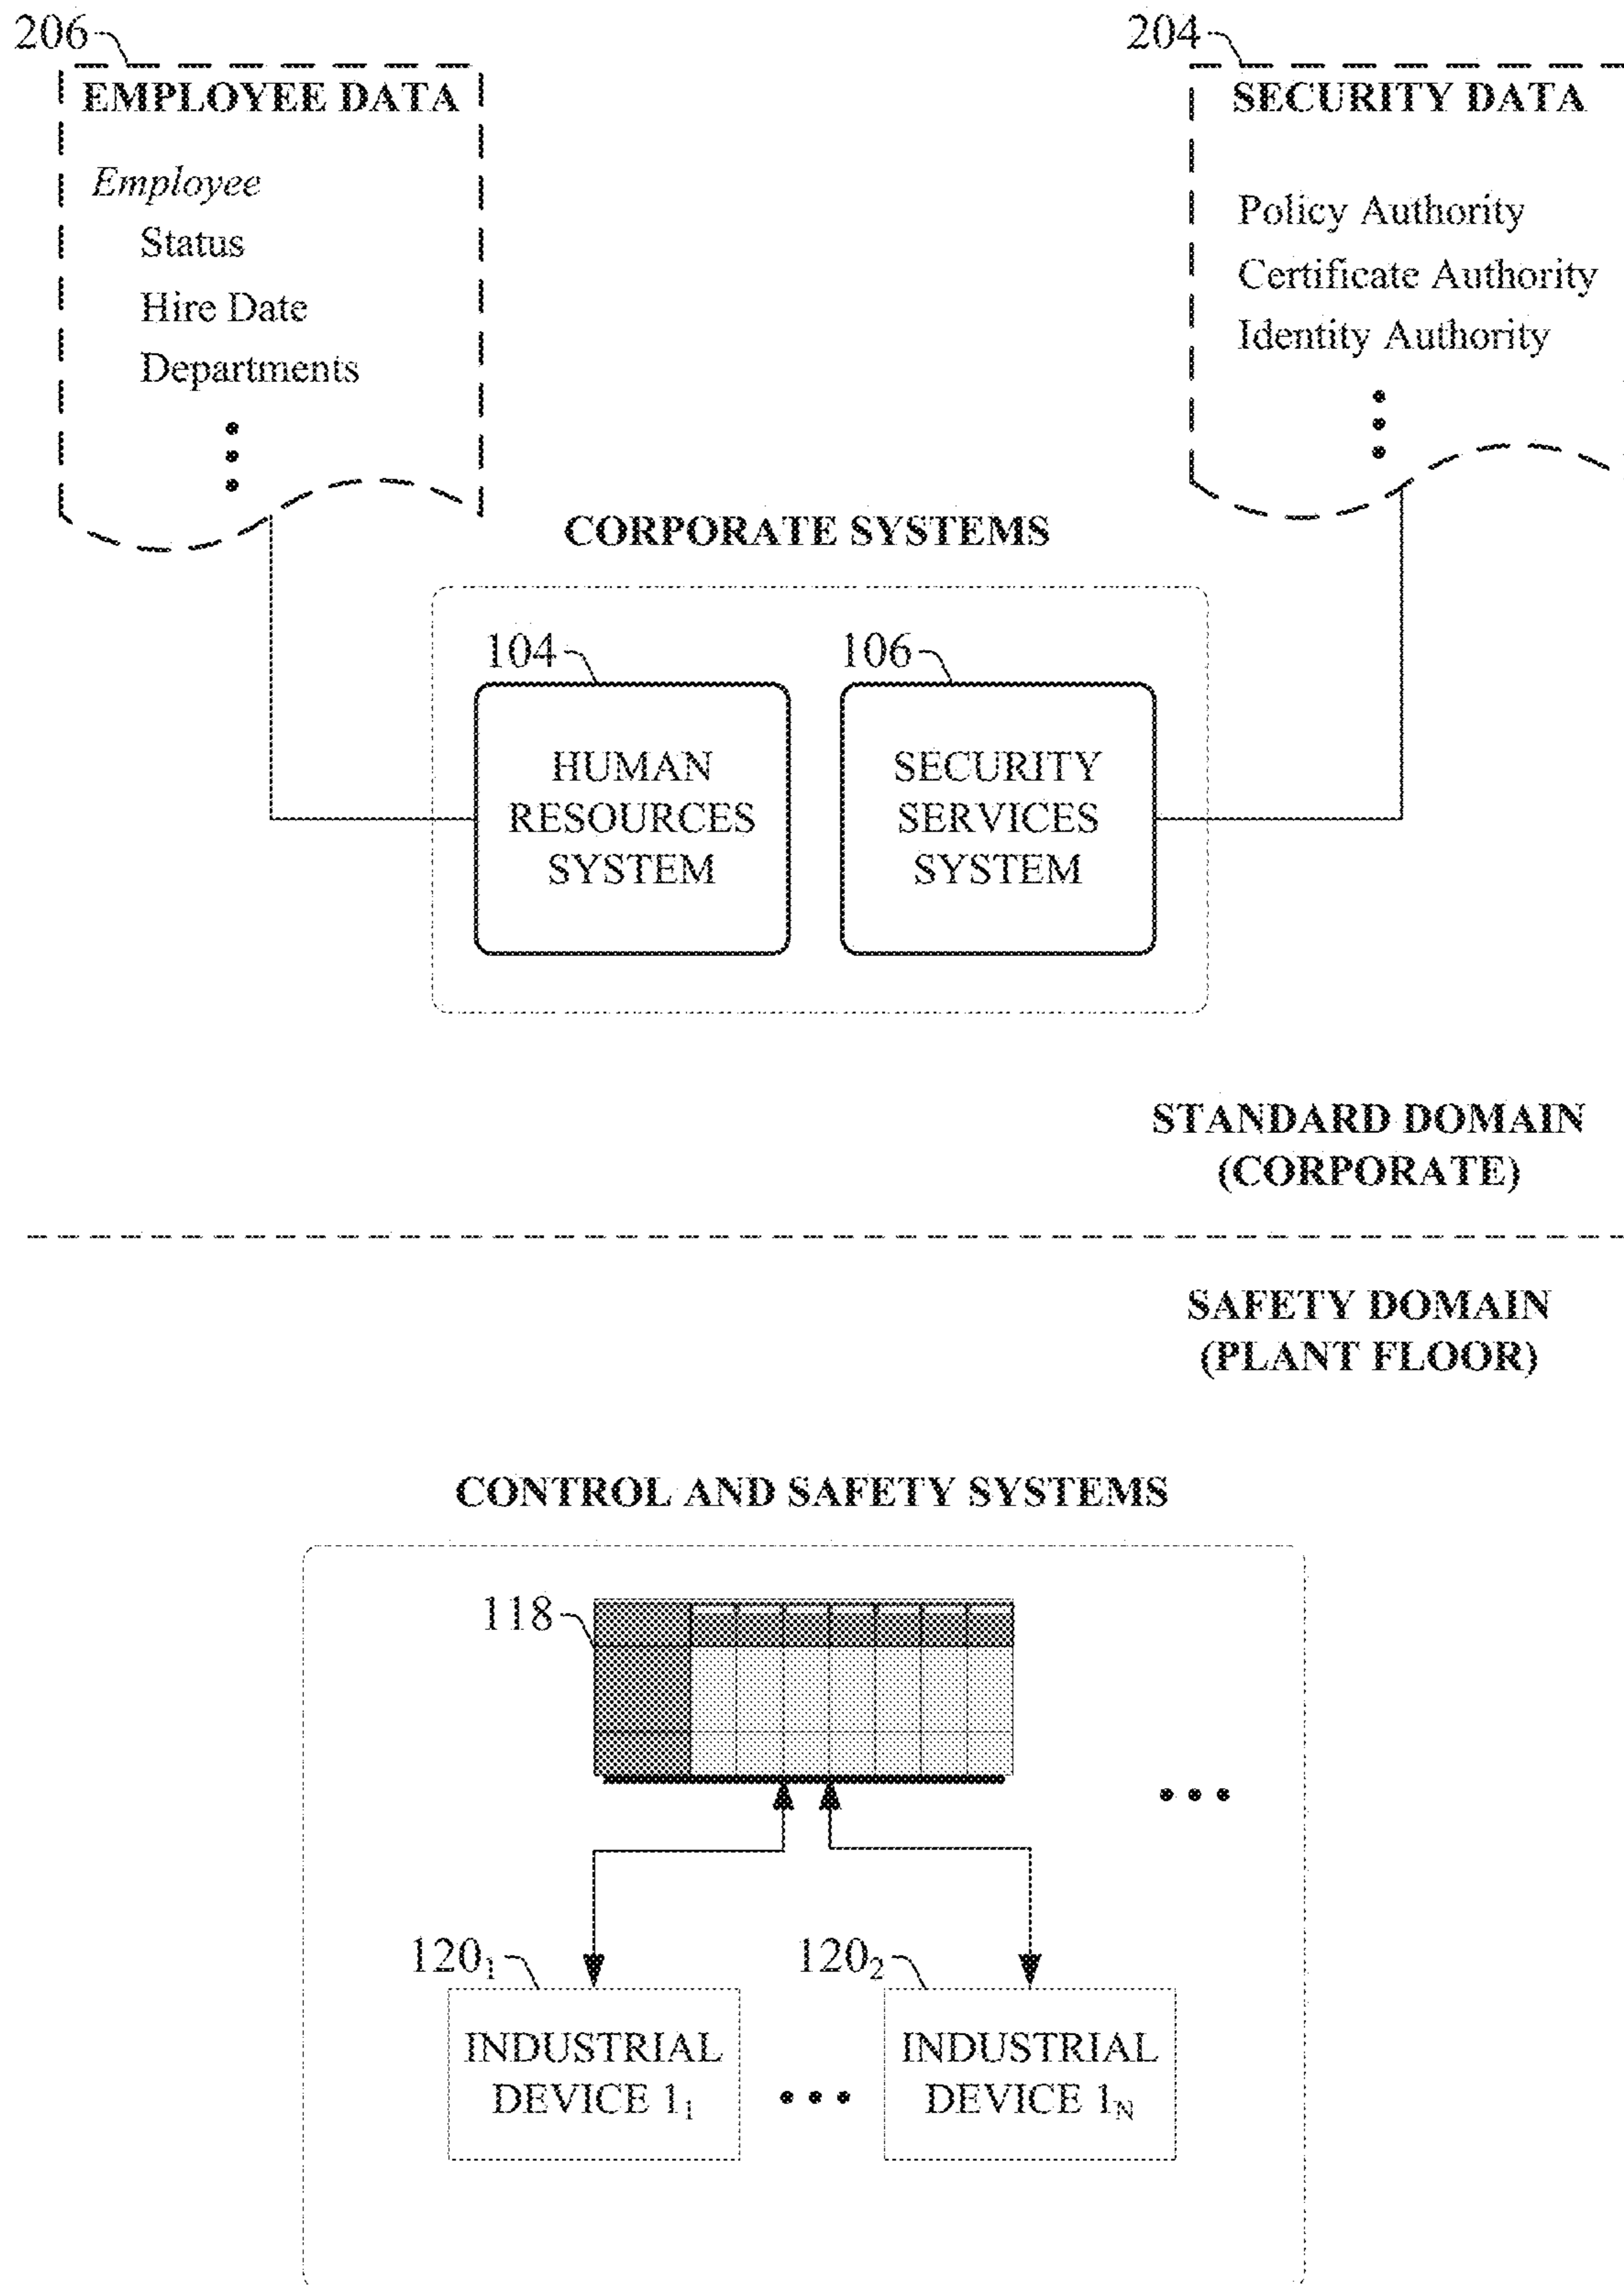 206
EMPLOYEE DATA
Employee
Status
Hire Date
Departments
204
SECURITY DATA
Policy Authority
Certificate Authority
Identity Authority
CORPORATE SYSTEMS
104
HUMAN
RESOURCES
SYSTEM
106
SECURITY
SERVICES
SYSTEM
STANDARD DOMAIN
(CORPORATE)
SAFETY DOMAIN
(PLANT FLOOR)
CONTROL AND SAFETY SYSTEMS
118
120₁
INDUSTRIAL
DEVICE 1₁
120₂
INDUSTRIAL
DEVICE 1_N